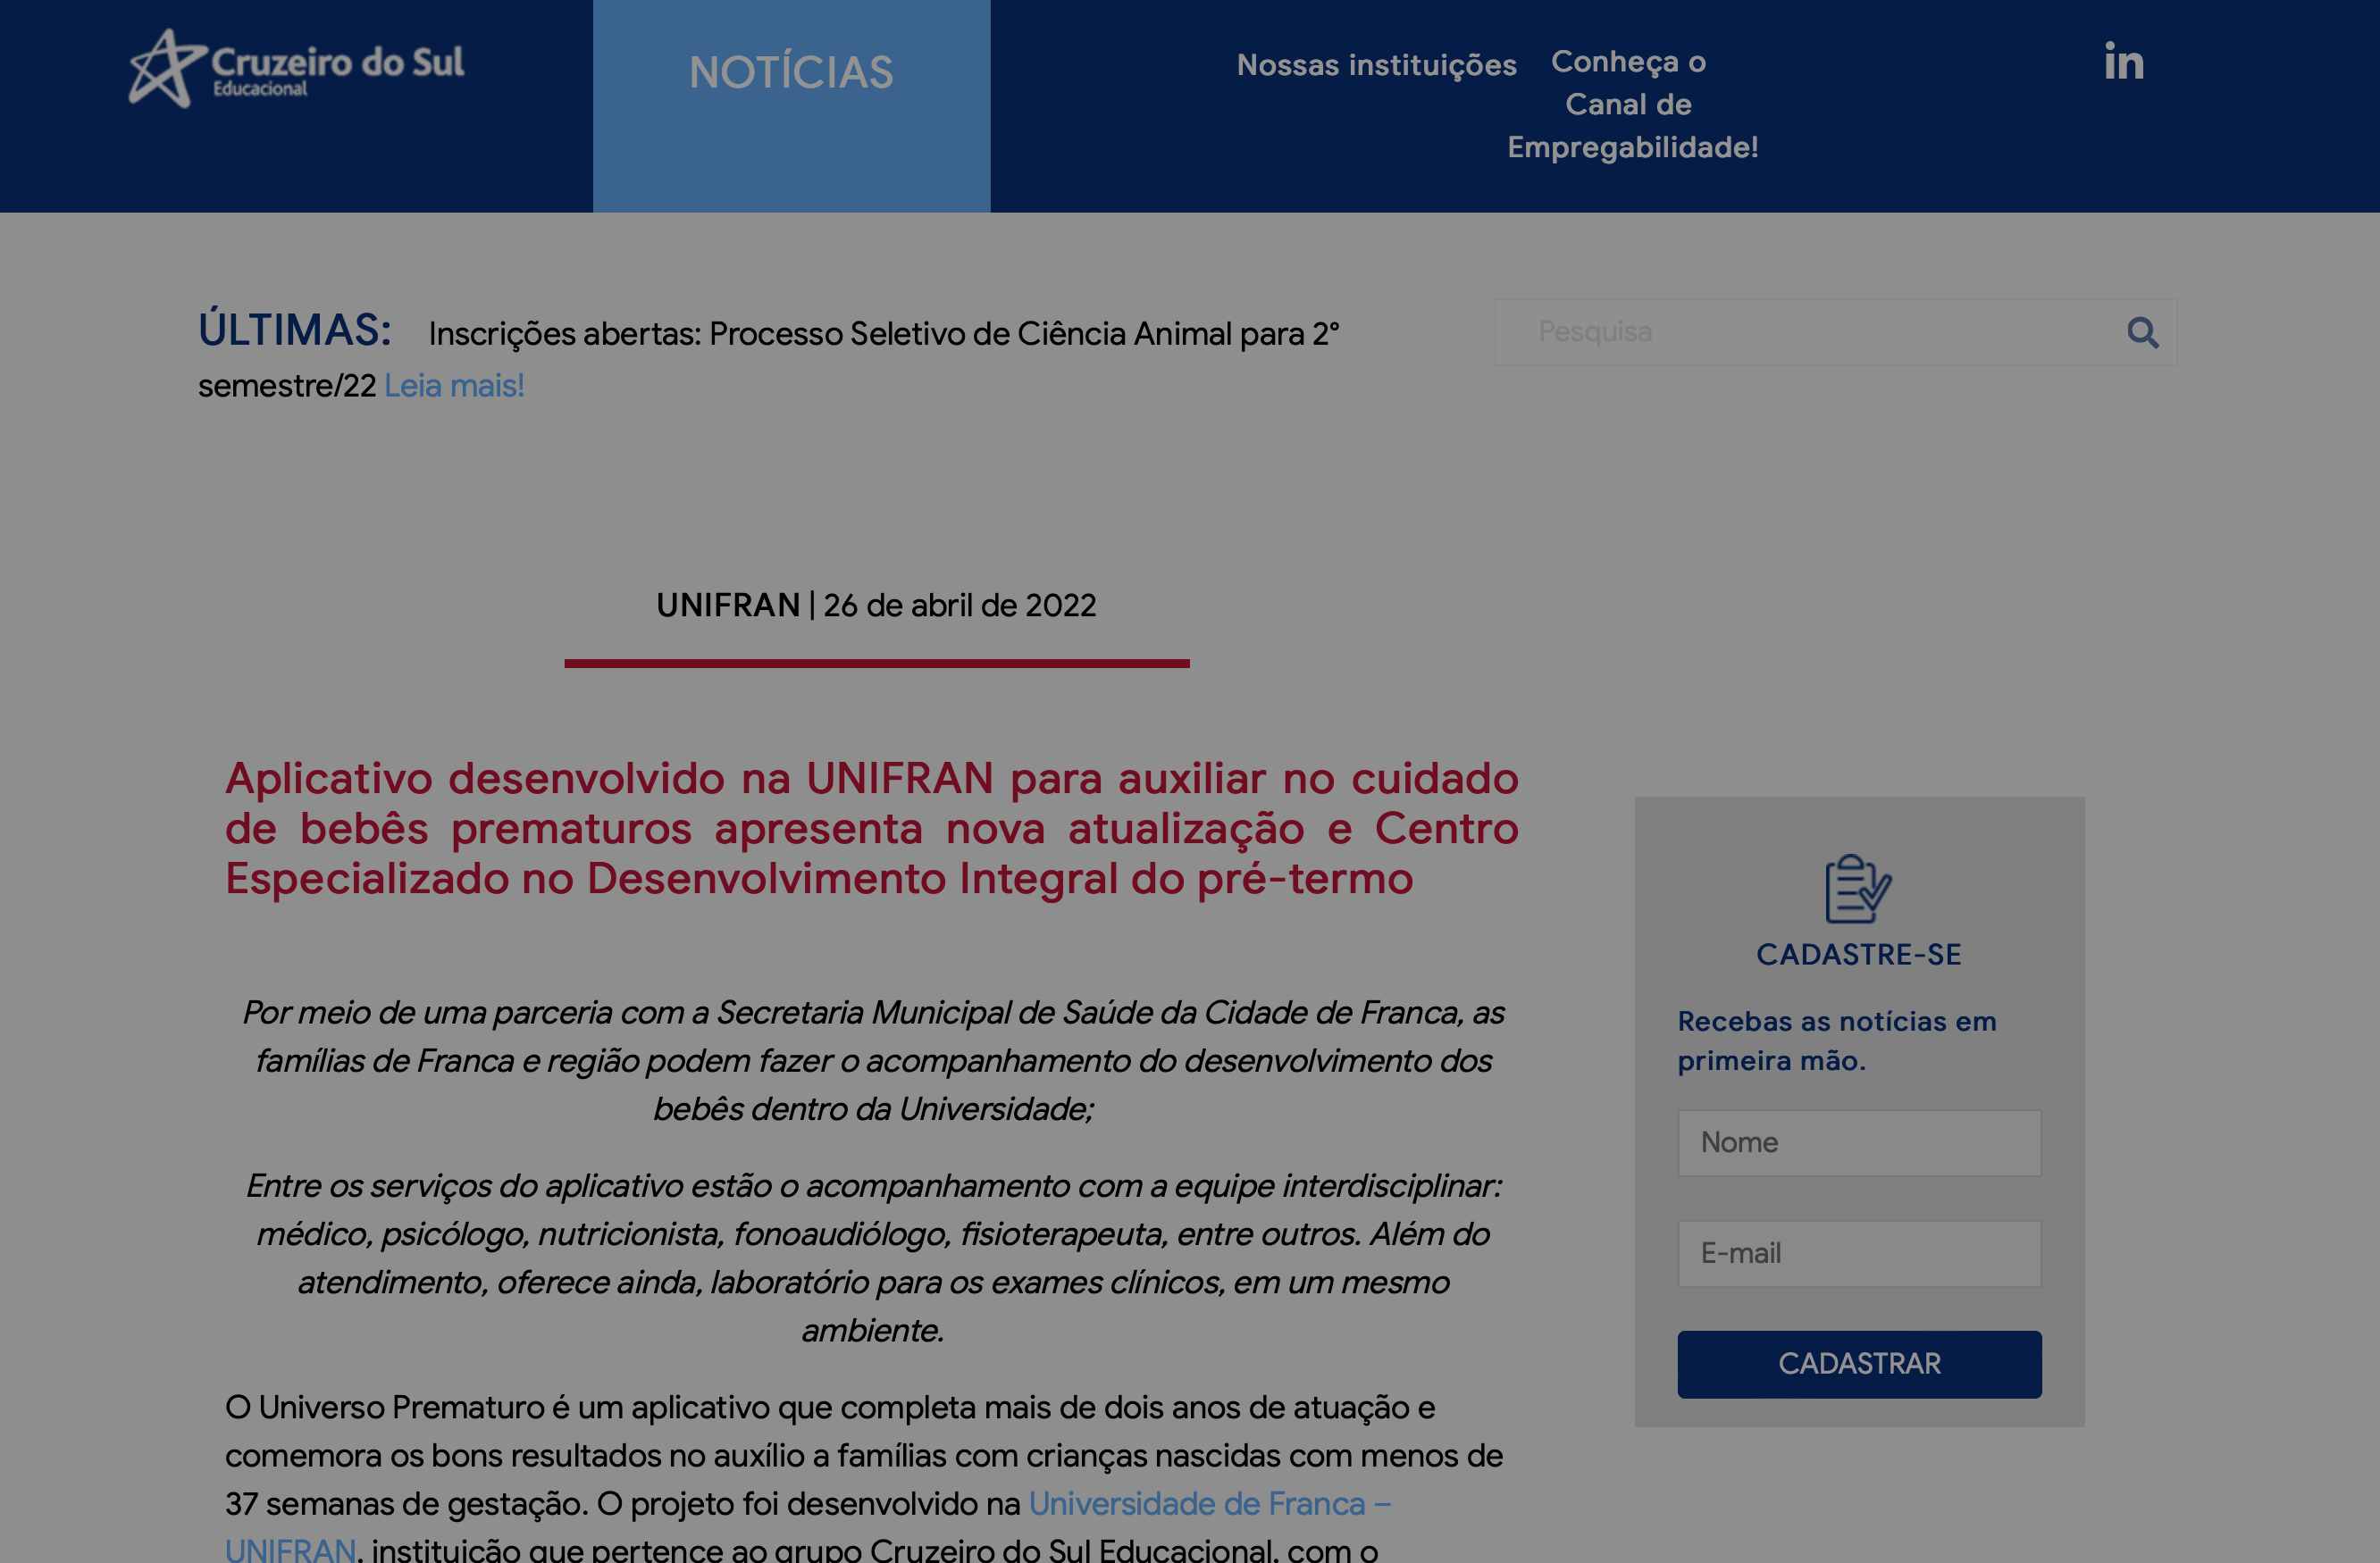 Cruzeiro do Sul
Educacional
NOTÍCIAS
Nossas instituições
Conheça o
Canal de
Empregabilidade!
in
ÚLTIMAS: Inscrições abertas: Processo Seletivo de Ciência Animal para 2°
semestre/22 Leia mais!
Pesquisa
UNIFRAN | 26 de abril de 2022
Aplicativo desenvolvido na UNIFRAN para auxiliar no cuidado
de bebês prematuros apresenta nova atualização e Centro
Especializado no Desenvolvimento Integral do pré-termo
Por meio de uma parceria com a Secretaria Municipal de Saúde da Cidade de Franca, as
famílias de Franca e região podem fazer o acompanhamento do desenvolvimento dos
bebês dentro da Universidade;
Entre os serviços do aplicativo estão o acompanhamento com a equipe interdisciplinar:
médico, psicólogo, nutricionista, fonoaudiólogo, fisioterapeuta, entre outros. Além do
atendimento, oferece ainda, laboratório para os exames clínicos, em um mesmo
ambiente.
O Universo Prematuro é um aplicativo que completa mais de dois anos de atuação e
comemora os bons resultados no auxílio a famílias com crianças nascidas com menos de
37 semanas de gestação. O projeto foi desenvolvido na Universidade de Franca –
UNIFRAN, instituição que pertence ao grupo Cruzeiro do Sul Educacional, com o
CADASTRE-SE
Recebas as notícias em
primeira mão.
Nome
E-mail
CADASTRAR